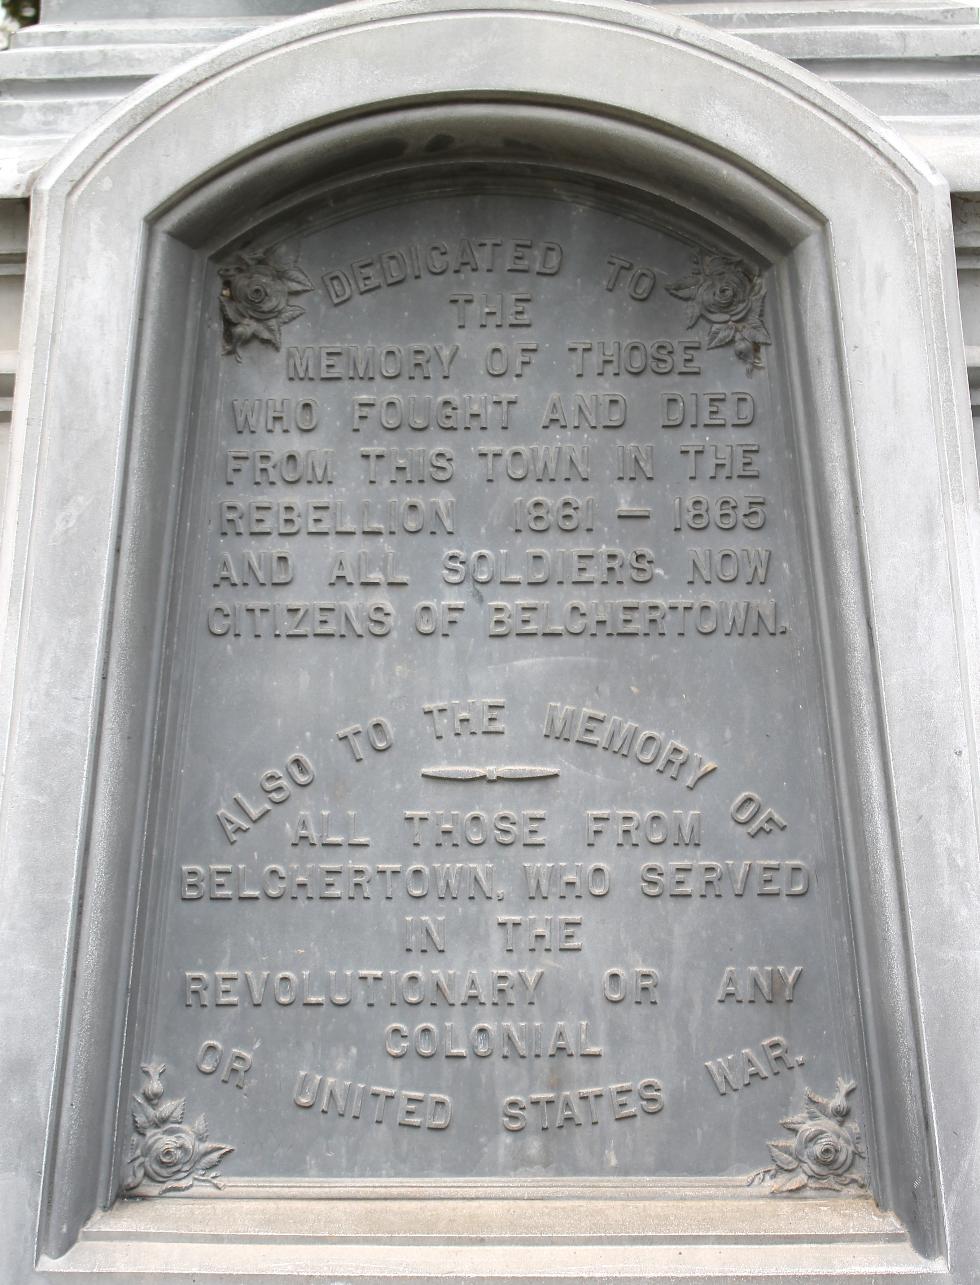 DEDICATED TO
THE
MEMORY OF THOSE
WHO FOUGHT AND DIED
FROM THIS TOWN IN THE
REBELLION 1861 — 1865
AND ALL SOLDIERS NOW
CITIZENS OF BELCHERTOWN.
ALSO TO THE MEMORY OF
ALL THOSE FROM
BELCHERTOWN, WHO SERVED
IN THE
REVOLUTIONARY OR ANY
COLONIAL
OR UNITED STATES WAR.